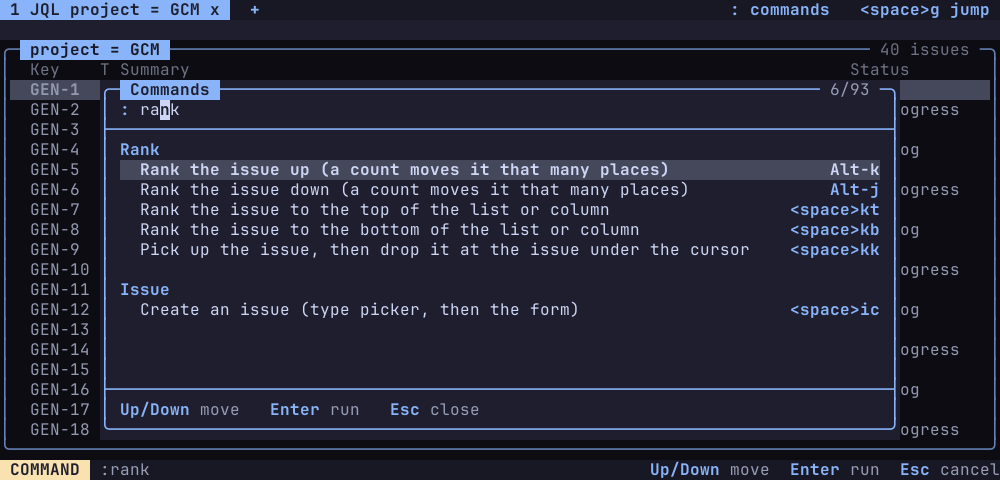 1 JQL project = GCM x + : commands <space>g jump
project = GCM 40 issues
Key T Summary Status
GEN-1 Commands 6/93
GEN-2 : rank ogress
GEN-3
GEN-4 Rank og
GEN-5 Rank the issue up (a count moves it that many places) Alt-k
GEN-6 Rank the issue down (a count moves it that many places) Alt-j ogress
GEN-7 Rank the issue to the top of the list or column <space>kt
GEN-8 Rank the issue to the bottom of the list or column <space>kb og
GEN-9 Pick up the issue, then drop it at the issue under the cursor <space>kk
GEN-10 ogress
GEN-11 Issue
GEN-12 Create an issue (type picker, then the form) <space>ic og
GEN-13
GEN-14 ogress
GEN-15
GEN-16 og
GEN-17 Up/Down move Enter run Esc close
GEN-18 ogress
COMMAND :rank Up/Down move Enter run Esc cancel